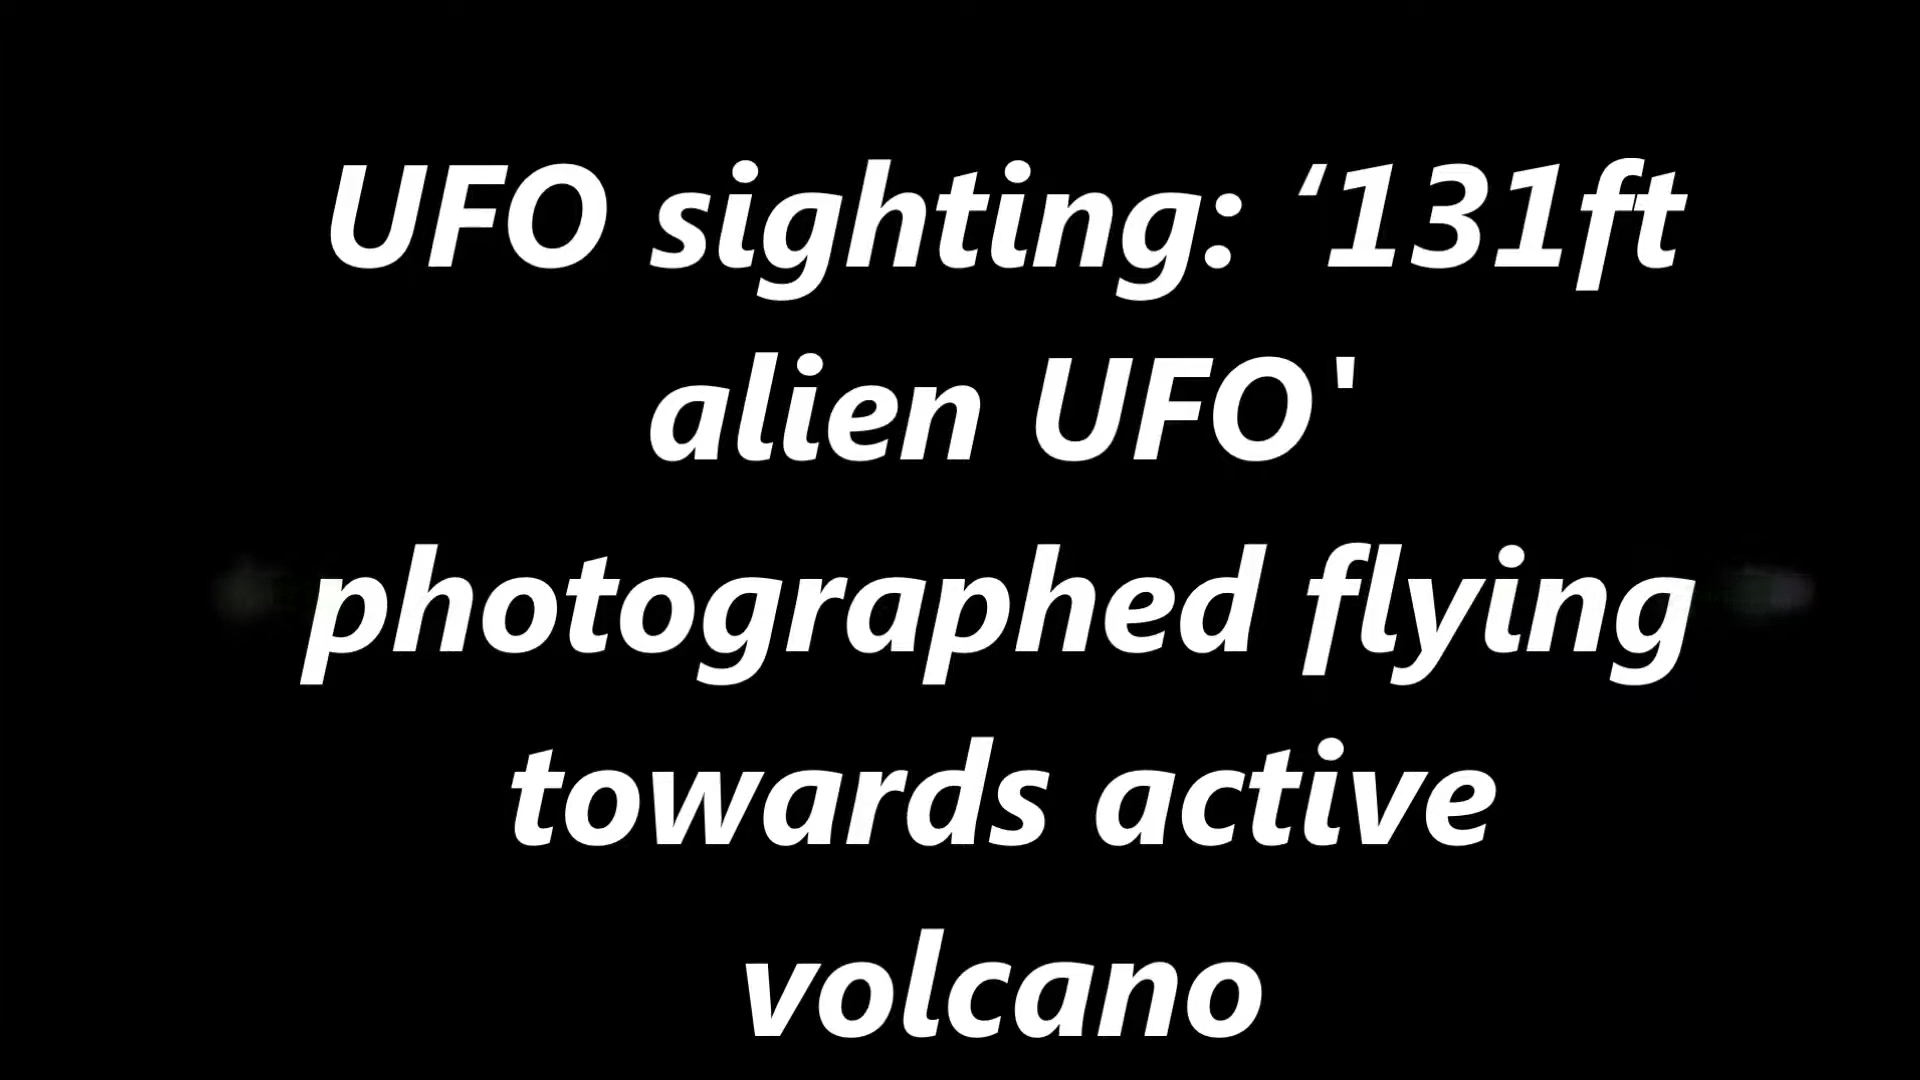 UFO sighting: ‘131ft
alien UFO'
photographed flying
towards active
volcano